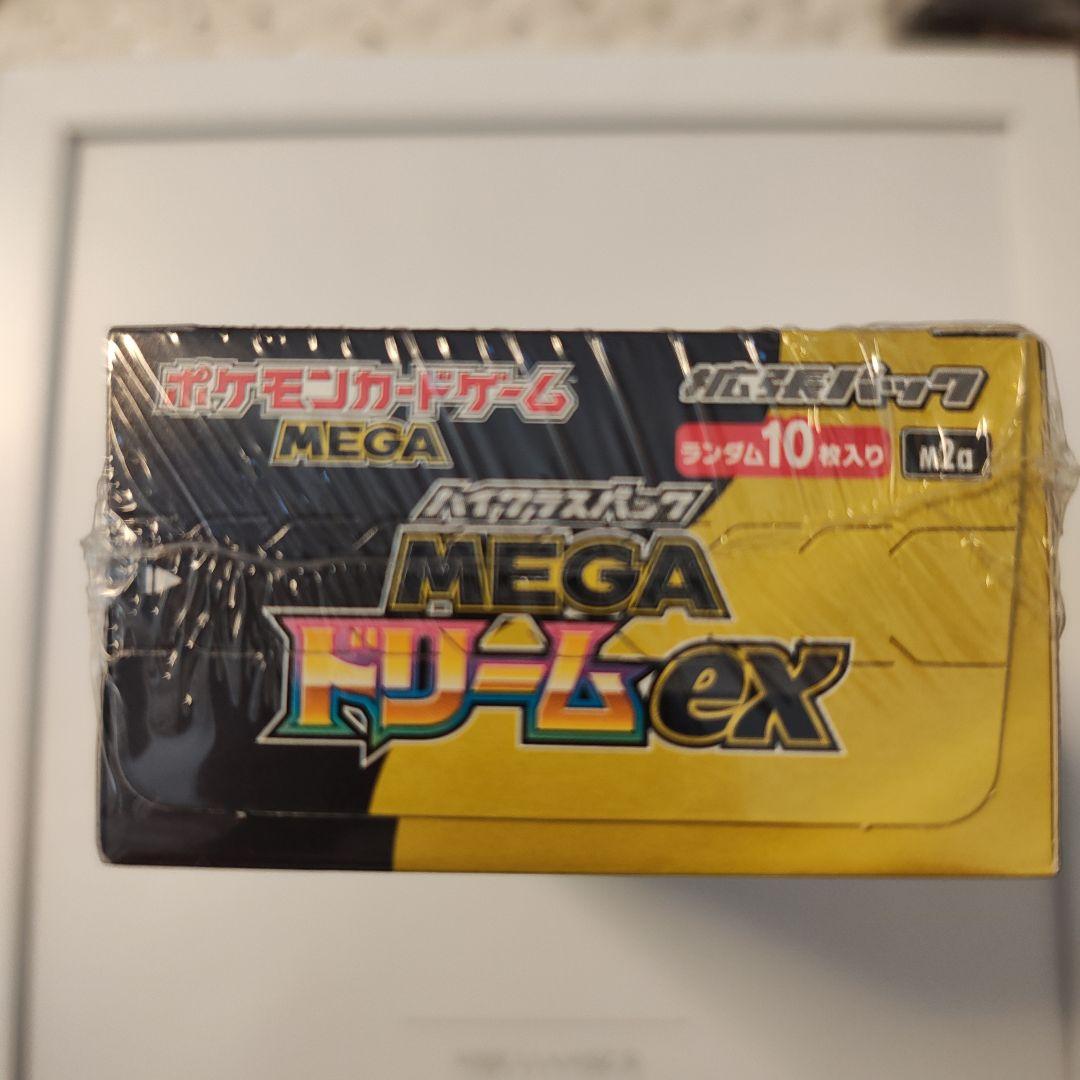 ポケモンカードゲーム
MEGA
拡張パック
ランダム10枚入り
M2a
ハイクラスパック
MEGA
ドリームex